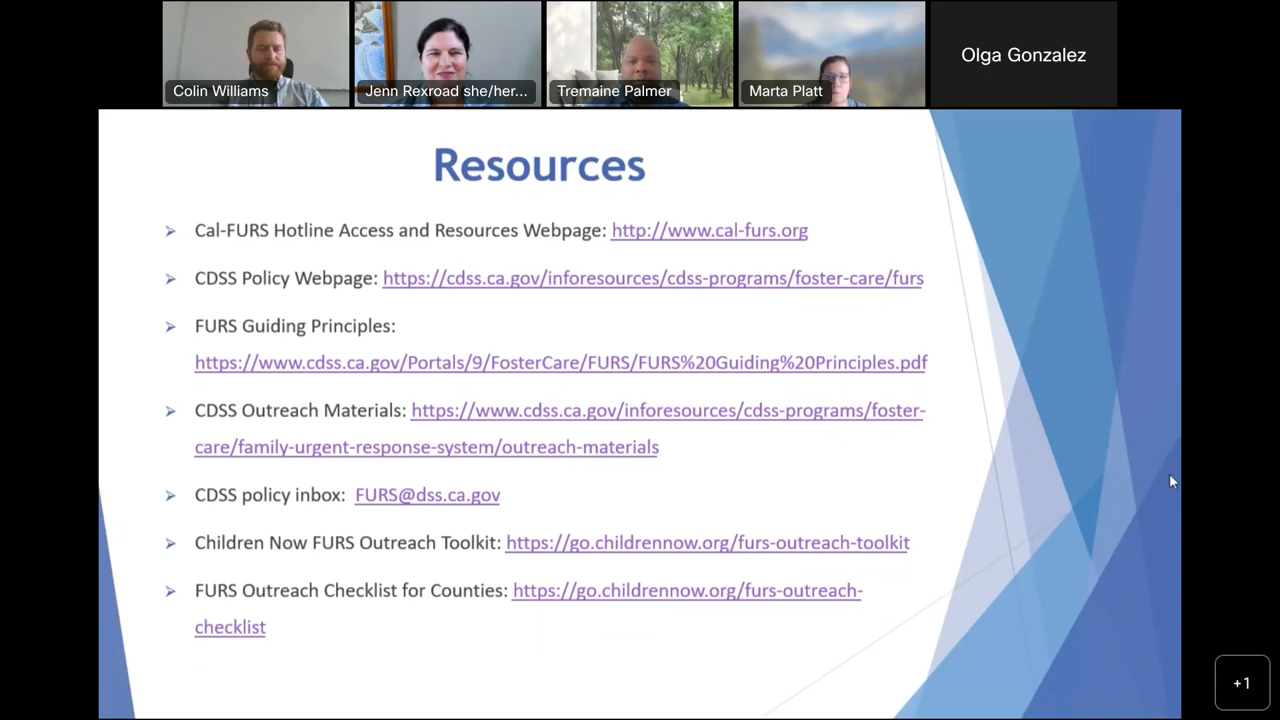 Colin Williams
Jenn Rexroad she/her...
Tremaine Palmer
Marta Platt
Olga Gonzalez
Resources
Cal-FURS Hotline Access and Resources Webpage: http://www.cal-furs.org
CDSS Policy Webpage: https://cdss.ca.gov/inforesources/cdss-programs/foster-care/furs
FURS Guiding Principles:
https://www.cdss.ca.gov/Portals/9/FosterCare/FURS/FURS%20Guiding%20Principles.pdf
CDSS Outreach Materials: https://www.cdss.ca.gov/inforesources/cdss-programs/foster-
care/family-urgent-response-system/outreach-materials
CDSS policy inbox: FURS@dss.ca.gov
Children Now FURS Outreach Toolkit: https://go.childrennow.org/furs-outreach-toolkit
FURS Outreach Checklist for Counties: https://go.childrennow.org/furs-outreach-
checklist
+1